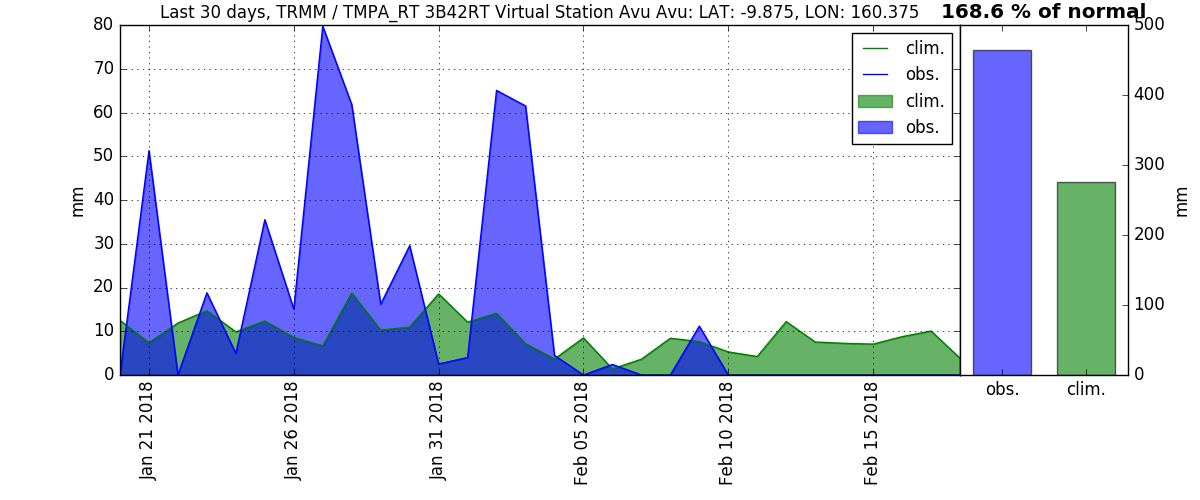 Last 30 days, TRMM / TMPA_RT 3B42RT Virtual Station Avu Avu: LAT: -9.875, LON: 160.375
168.6 % of normal
80
70
60
50
40
30
20
10
0
mm
clim.
obs.
clim.
obs.
500
400
300
200
100
0
mm
Jan 21 2018
Jan 26 2018
Jan 31 2018
Feb 05 2018
Feb 10 2018
Feb 15 2018
obs.
clim.